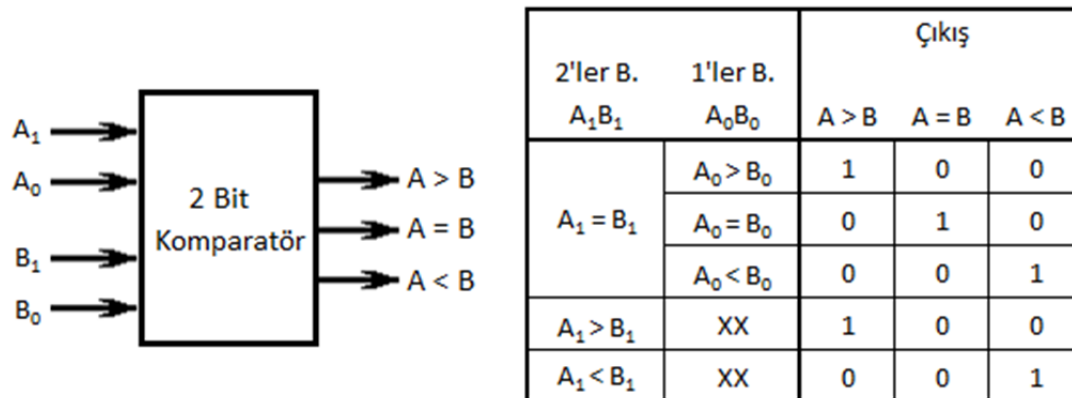 A₁
A₀
B₁
B₀
2 Bit
Komparatör
A > B
A = B
A < B
Çıkış
2'ler B. 1'ler B.
A₁B₁ A₀B₀ A > B A = B A < B
A₀ > B₀ 1 0 0
A₁ = B₁ A₀ = B₀ 0 1 0
A₀ < B₀ 0 0 1
A₁ > B₁ XX 1 0 0
A₁ < B₁ XX 0 0 1